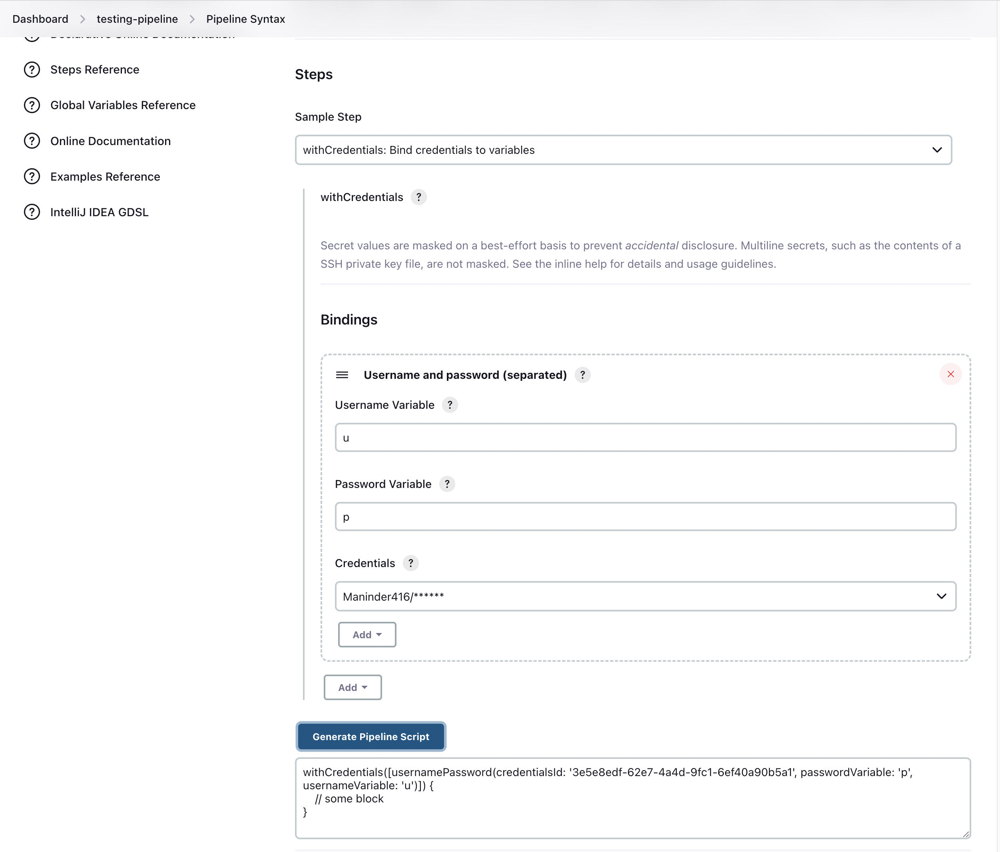 Dashboard > testing-pipeline > Pipeline Syntax
Declarative Online Documentation
Steps Reference
Global Variables Reference
Online Documentation
Examples Reference
IntelliJ IDEA GDSL
Steps
Sample Step
withCredentials: Bind credentials to variables
withCredentials ?
Secret values are masked on a best-effort basis to prevent accidental disclosure. Multiline secrets, such as the contents of a
SSH private key file, are not masked. See the inline help for details and usage guidelines.
Bindings
Username and password (separated) ?
Username Variable ?
u
Password Variable ?
p
Credentials ?
Maninder416/******
Add
Add
Generate Pipeline Script
withCredentials([usernamePassword(credentialsId: '3e5e8edf-62e7-4a4d-9fc1-6ef40a90b5a1', passwordVariable: 'p',
usernameVariable: 'u')]) {
    // some block
}